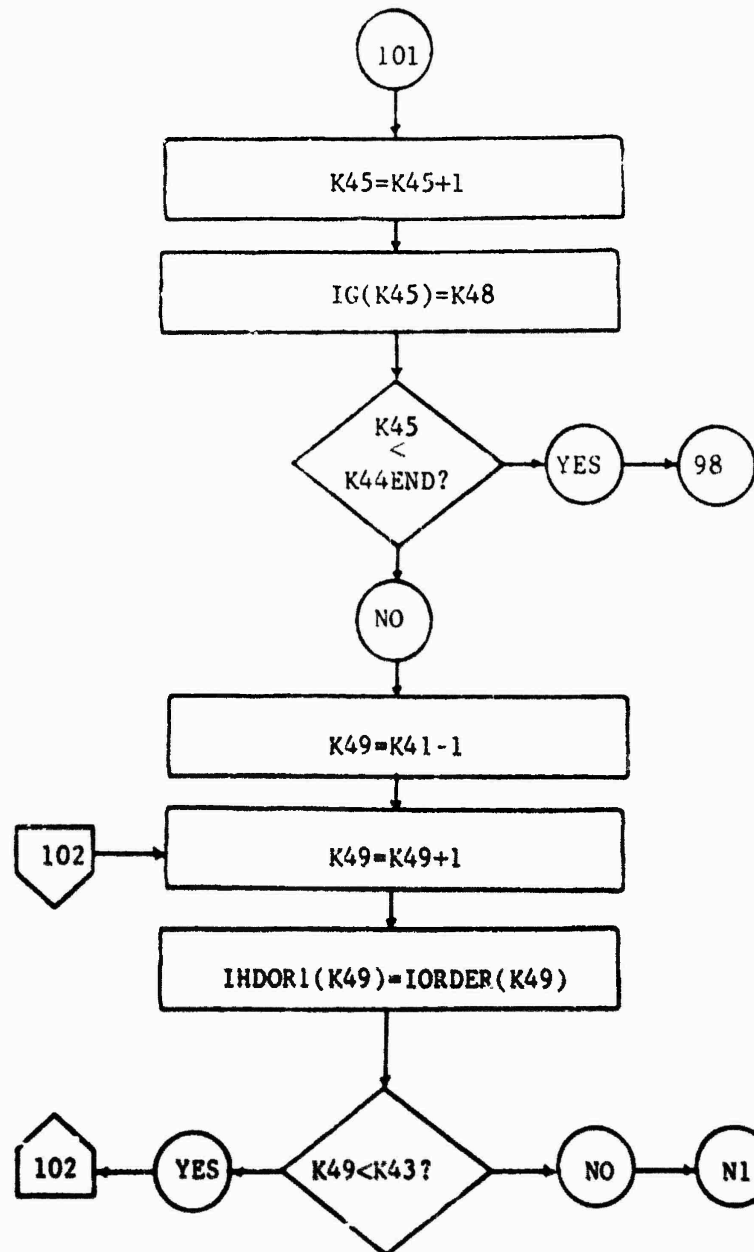 101
K45=K45+1
IG(K45)=K48
K45
<
K44END?
YES
98
NO
K49=K41-1
102
K49=K49+1
IHDOR1(K49)=IORDER(K49)
102
YES
K49<K43?
NO
N1